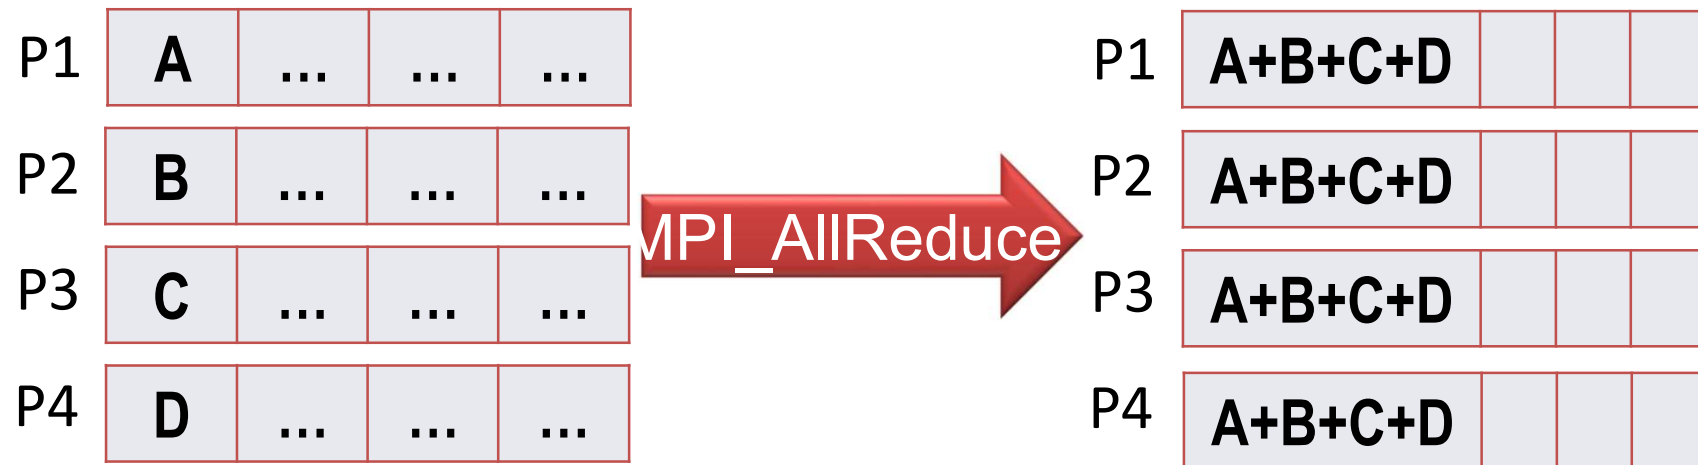 P1 A ... ... ... P1 A+B+C+D
P2 B ... ... ... P2 A+B+C+D
MPI_AllReduce
P3 C ... ... ... P3 A+B+C+D
P4 D ... ... ... P4 A+B+C+D